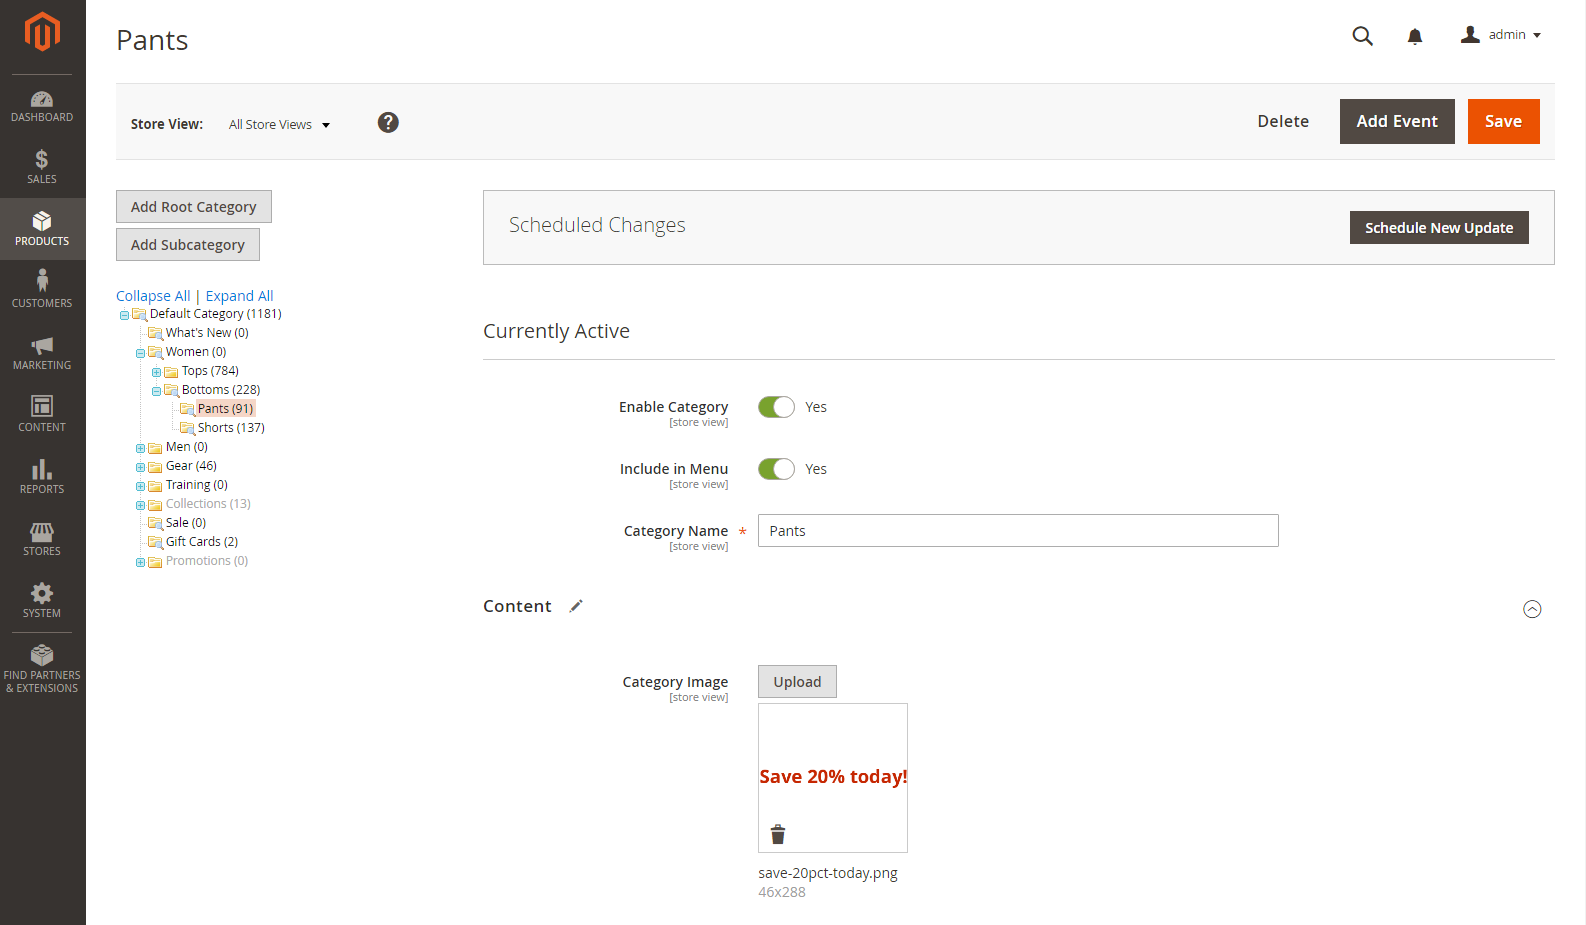 Pants
admin
DASHBOARD
SALES
PRODUCTS
CUSTOMERS
MARKETING
CONTENT
REPORTS
STORES
SYSTEM
FIND PARTNERS
& EXTENSIONS
Store View: All Store Views ?
Delete Add Event Save
Add Root Category
Add Subcategory
Collapse All | Expand All
Default Category (1181)
What's New (0)
Women (0)
Tops (784)
Bottoms (228)
Pants (91)
Shorts (137)
Men (0)
Gear (46)
Training (0)
Collections (13)
Sale (0)
Gift Cards (2)
Promotions (0)
Scheduled Changes
Schedule New Update
Currently Active
Enable Category Yes
[store view]
Include in Menu Yes
[store view]
Category Name * Pants
[store view]
Content
Category Image Upload
[store view]
Save 20% today!
save-20pct-today.png
46x288